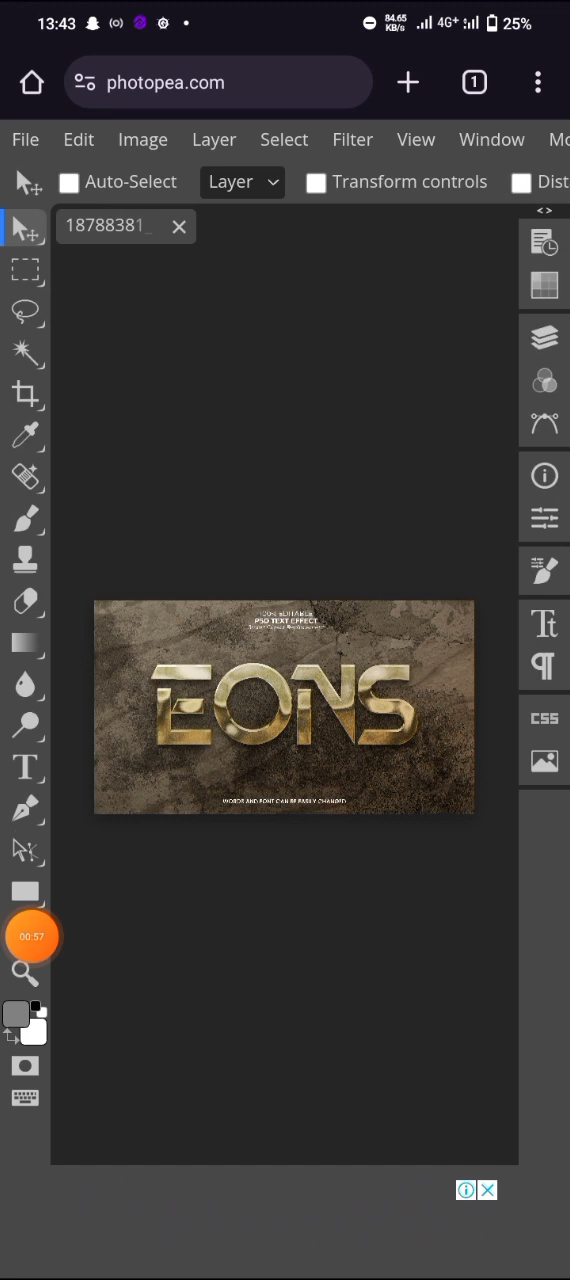 13:43 84.65 KB/s 4G+ 25%
photopea.com 1
File Edit Image Layer Select Filter View Window Mo
Auto-Select Layer Transform controls Dist
18788381_
< >
100% EDITABLE
PSD TEXT EFFECT
EONS
WORDS AND FONT CAN BE EASILY CHANGED
Tt
CSS
T
00:57